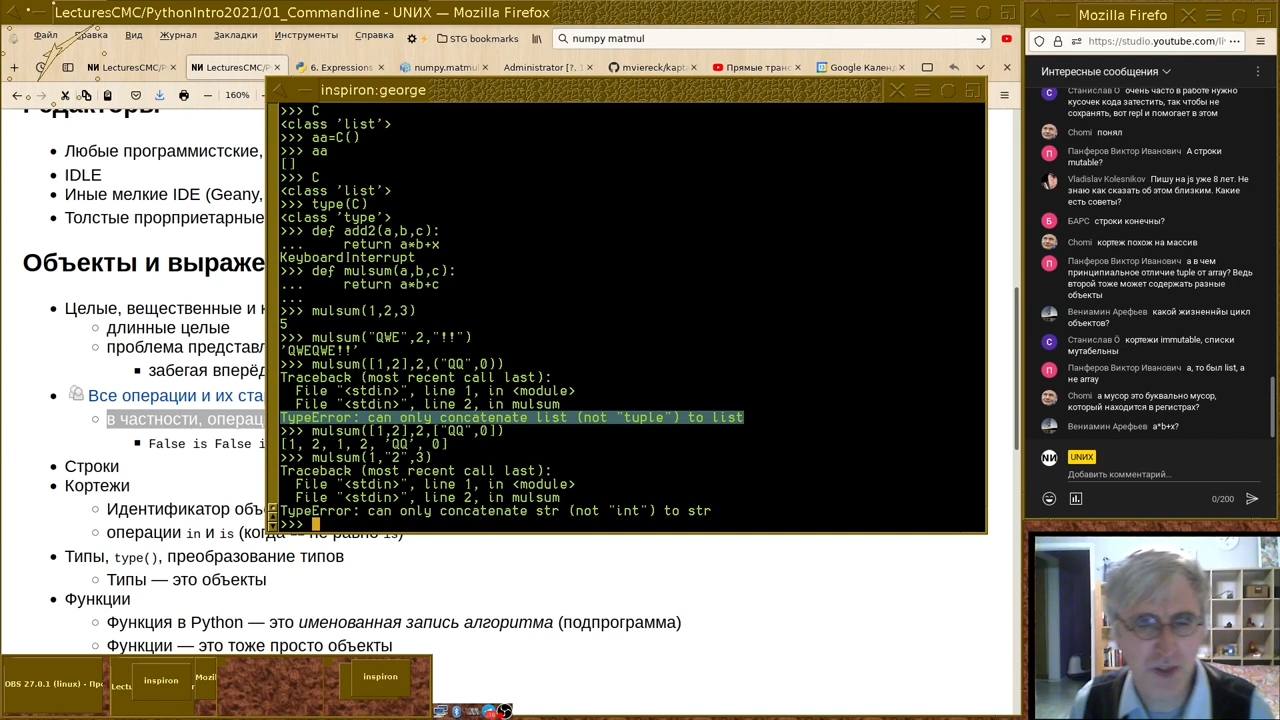 LecturesCMC/PythonIntro2021/01_Commandline - UNИX — Mozilla Firefox
Файл Правка Вид Журнал Закладки Инструменты Справка
STG bookmarks
numpy matmul
LecturesCMC/P
LecturesCMC/P
6. Expressions
numpy.matmul
Administrator [?. 1
mviereck/x
Прямые тран
Google Календ
160%
Редакторы
Любые программистские,
IDLE
Иные мелкие IDE (Geany,
Толстые проприетарные
Объекты и выраже
Целые, вещественные и к
длинные целые
проблема представл
забегая вперёд
Все операции и их ста
в частности, операц
False is False i
Строки
Кортежи
Идентификатор объ
операции in и is (когда == не равно is)
Типы, type(), преобразование типов
Типы — это объекты
Функции
Функция в Python — это именованная запись алгоритма (подпрограмма)
Функции — это тоже просто объекты
inspiron:george
>>> C
<class 'list'>
>>> aa=C()
>>> aa
[]
>>> C
<class 'list'>
>>> type(C)
<class 'type'>
>>> def add2(a,b,c):
...     return a*b+x
KeyboardInterrupt
>>> def mulsum(a,b,c):
...     return a*b+c
...
>>> mulsum(1,2,3)
5
>>> mulsum("QWE",2,"!!")
'QWEQWE!!'
>>> mulsum([1,2],2,("QQ",0))
Traceback (most recent call last):
  File "<stdin>", line 1, in <module>
  File "<stdin>", line 2, in mulsum
TypeError: can only concatenate list (not "tuple") to list
>>> mulsum([1,2],2,["QQ",0])
[1, 2, 1, 2, 'QQ', 0]
>>> mulsum(1,"2",3)
Traceback (most recent call last):
  File "<stdin>", line 1, in <module>
  File "<stdin>", line 2, in mulsum
TypeError: can only concatenate str (not "int") to str
>>>
OBS 27.0.1 (linux) - Пр
Lectu
inspiron
Mozil
inspiron
Mozilla Firefo
https://studio.youtube.com/li
Интересные сообщения
Станислав О очень часто в работе нужно
кусочек кода затестить, так чтобы не
сохранять, вот repl и помогает в этом
Chomi понял
Панферов Виктор Иванович А строки
mutable?
Vladislav Kolesnikov Пишу на js уже 8 лет. Не
знаю как сказать об этом близким. Какие
есть советы?
БАРС строки конечны?
Chomi кортеж похож на массив
Панферов Виктор Иванович а в чем
принципиальное отличие tuple от array? Ведь
второй тоже может содержать разные
объекты
Вениамин Арефьев какой жизненнйы цикл
объектов?
Станислав О кортежи immutable, списки
мутабельны
Панферов Виктор Иванович а, то был list, а
не array
Chomi а мусор это буквально мусор,
который находится в регистрах?
Вениамин Арефьев a*b+x?
NИ
UNИX
Добавить комментарий...
0/200